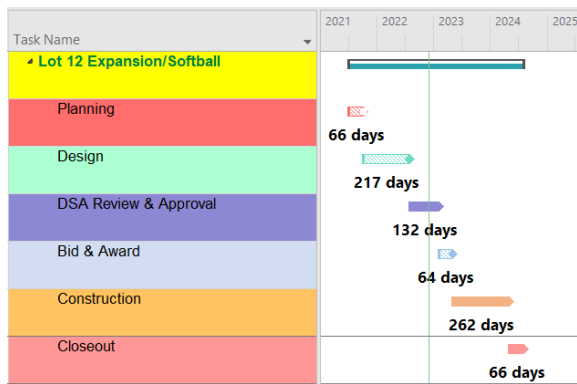 2021 2022 2023 2024 2025
Task Name
Lot 12 Expansion/Softball
Planning
66 days
Design
217 days
DSA Review & Approval
132 days
Bid & Award
64 days
Construction
262 days
Closeout
66 days